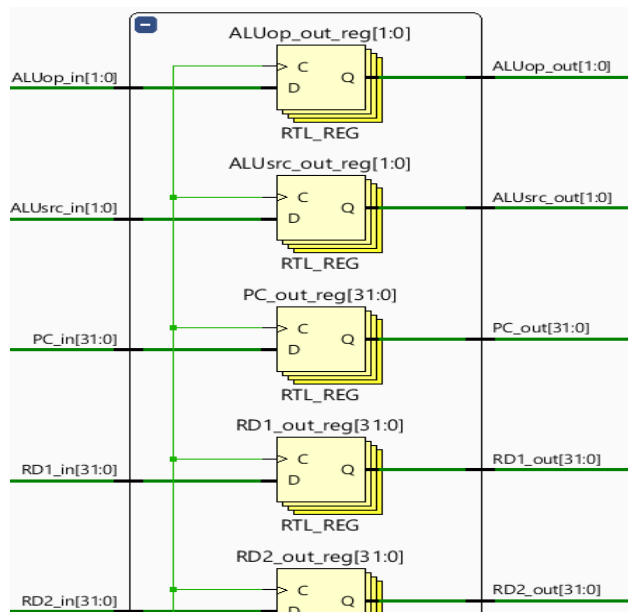 ALUop_out_reg[1:0]
ALUop_in[1:0]
C
D
Q
ALUop_out[1:0]
RTL_REG
ALUsrc_out_reg[1:0]
ALUsrc_in[1:0]
C
D
Q
ALUsrc_out[1:0]
RTL_REG
PC_out_reg[31:0]
PC_in[31:0]
C
D
Q
PC_out[31:0]
RTL_REG
RD1_out_reg[31:0]
RD1_in[31:0]
C
D
Q
RD1_out[31:0]
RTL_REG
RD2_out_reg[31:0]
RD2_in[31:0]
C
D
Q
RD2_out[31:0]